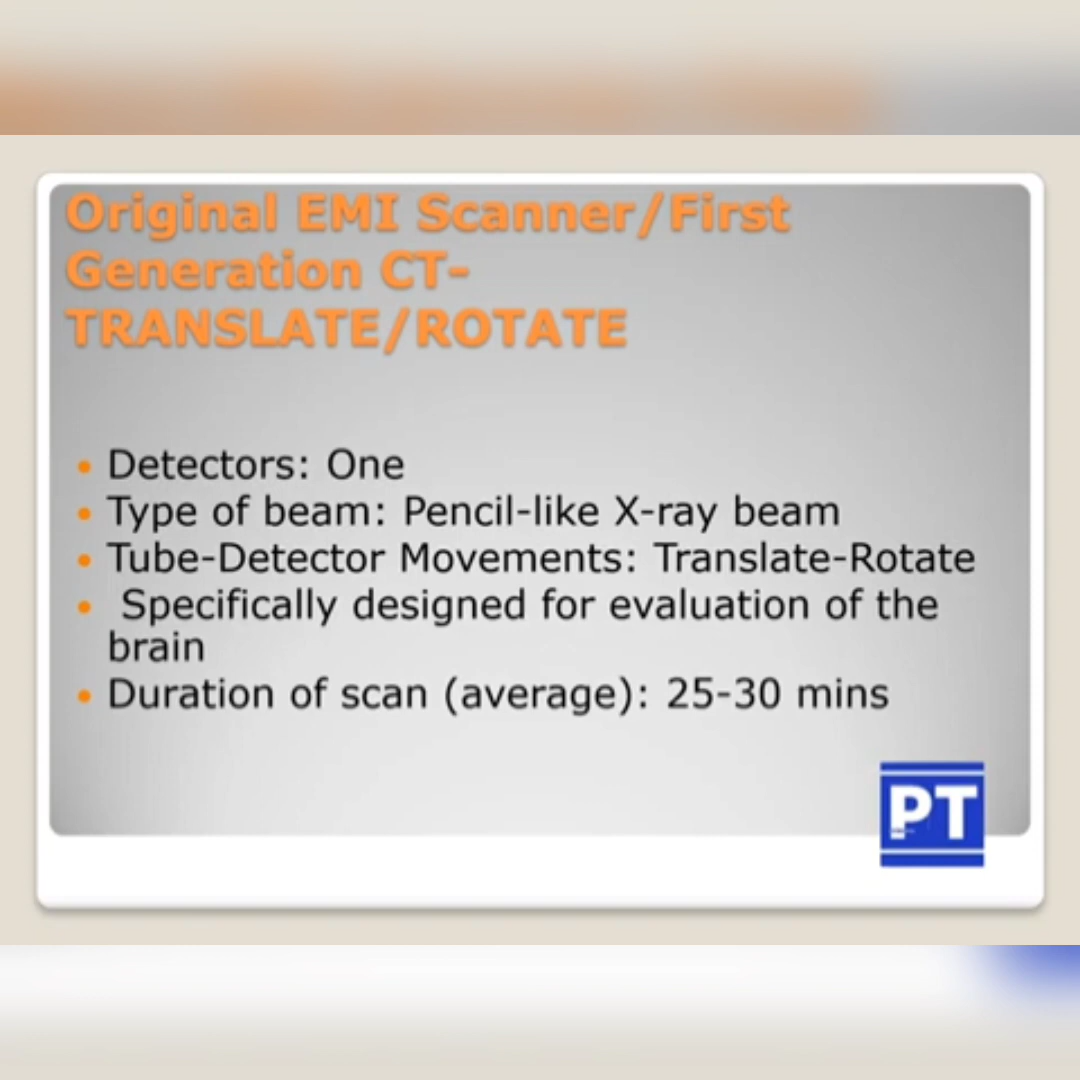 Original EMI Scanner/First
Generation CT-
TRANSLATE/ROTATE
• Detectors: One
• Type of beam: Pencil-like X-ray beam
• Tube-Detector Movements: Translate-Rotate
• Specifically designed for evaluation of the
brain
• Duration of scan (average): 25-30 mins
PT